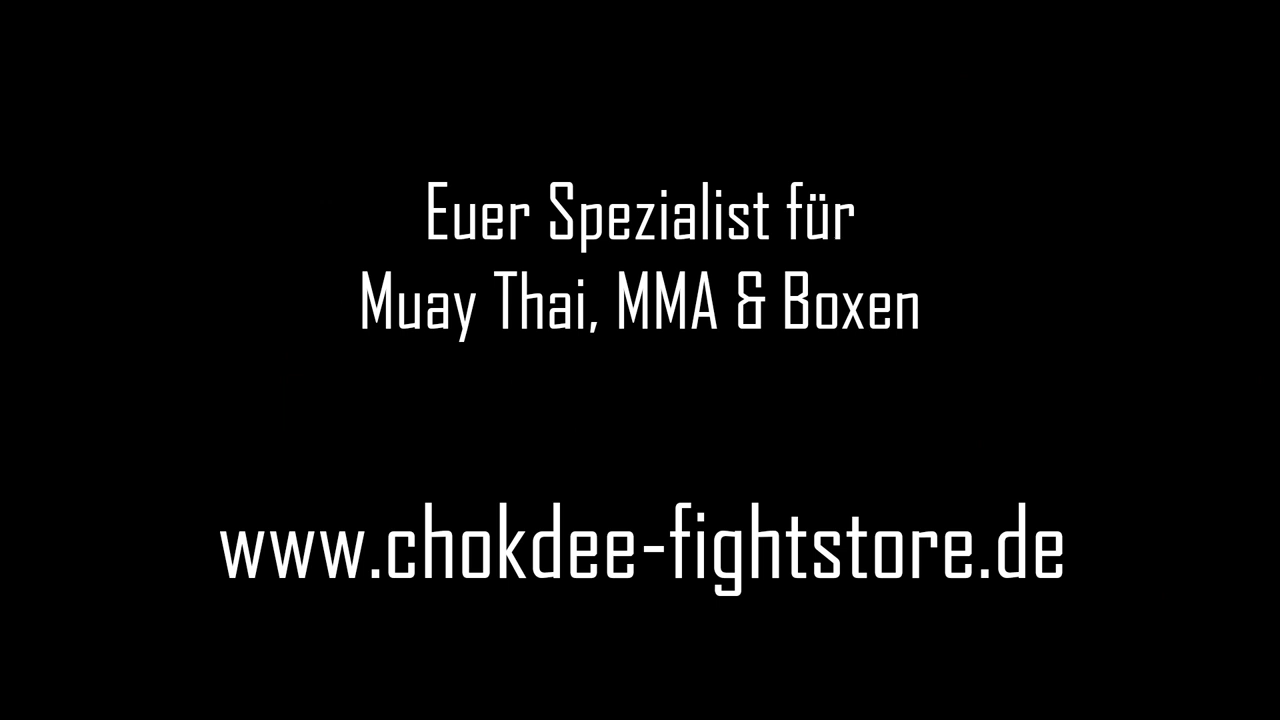 Euer Spezialist für
Muay Thai, MMA & Boxen
www.chokdee-fightstore.de